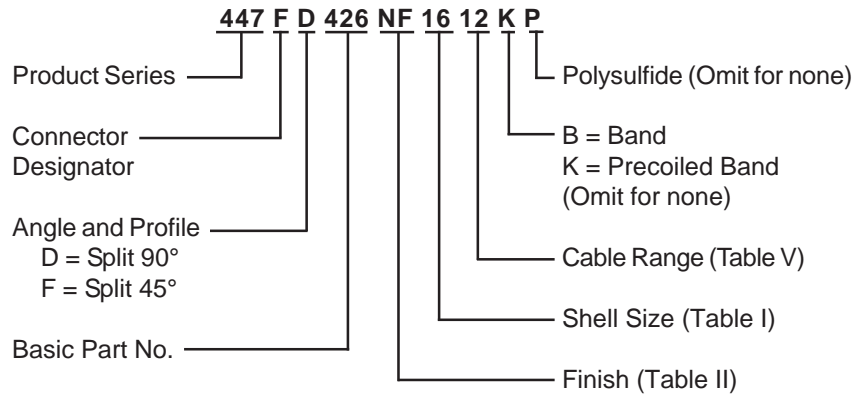 447 F D 426 NF 16 12 K P
Product Series
Connector
Designator
Angle and Profile
D = Split 90°
F = Split 45°
Basic Part No.
Polysulfide (Omit for none)
B = Band
K = Precoiled Band
(Omit for none)
Cable Range (Table V)
Shell Size (Table I)
Finish (Table II)